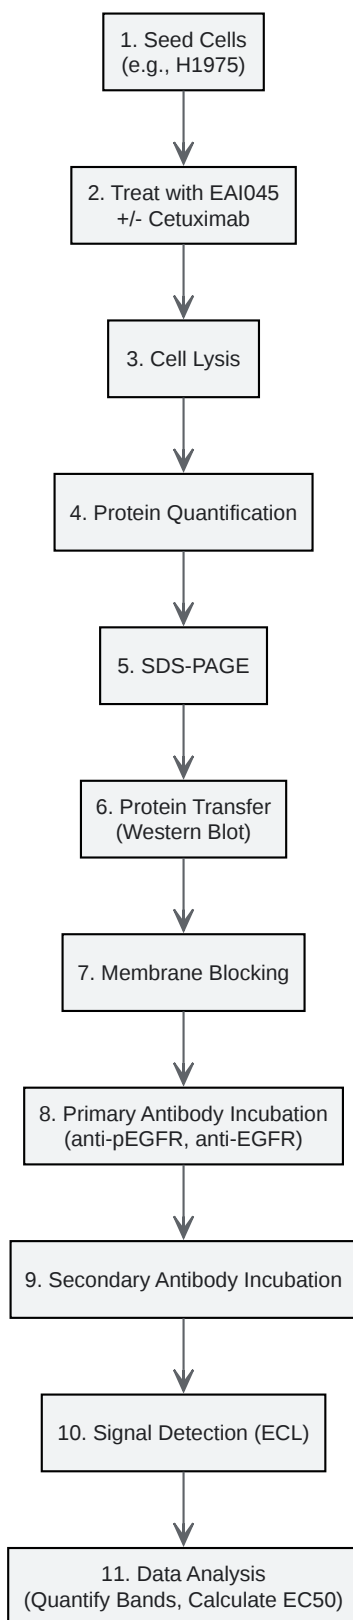 1. Seed Cells
(e.g., H1975)
2. Treat with EAI045
+/- Cetuximab
3. Cell Lysis
4. Protein Quantification
5. SDS-PAGE
6. Protein Transfer
(Western Blot)
7. Membrane Blocking
8. Primary Antibody Incubation
(anti-pEGFR, anti-EGFR)
9. Secondary Antibody Incubation
10. Signal Detection (ECL)
11. Data Analysis
(Quantify Bands, Calculate EC50)